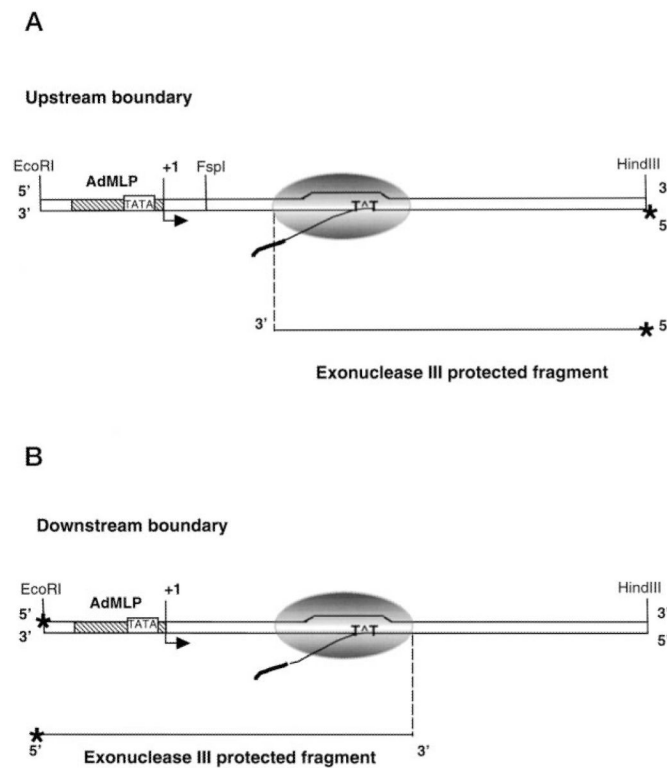 A
Upstream boundary
EcoRI AdMLP +1 FspI HindIII
5' 3
3' TATA T^T * 5
3' * 5
Exonuclease III protected fragment
B
Downstream boundary
EcoRI AdMLP +1 HindIII
5' * 3'
3' TATA T^T 5'
* 5' 3'
Exonuclease III protected fragment